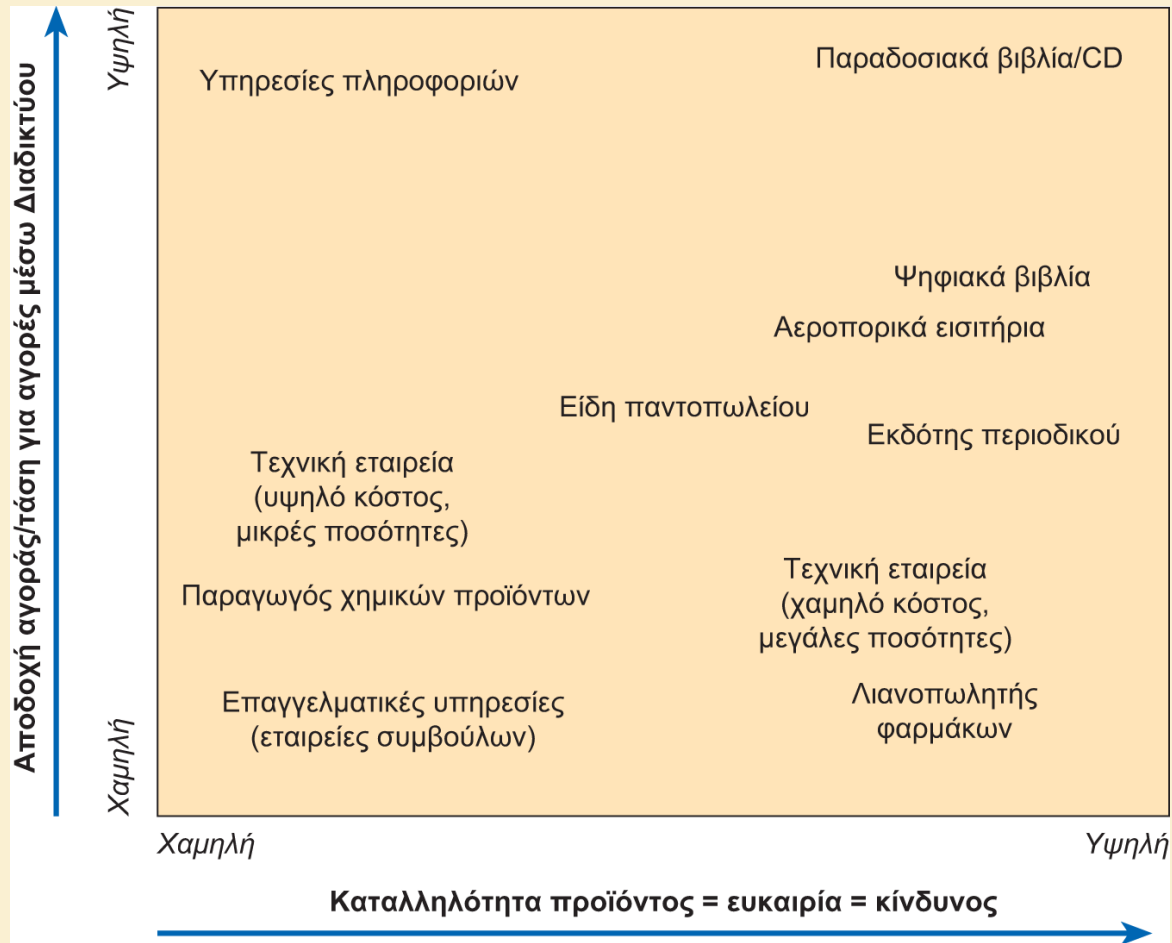 Αποδοχή αγοράς/τάση για αγορές μέσω Διαδικτύου
Υψηλή
Χαμηλή
Υπηρεσίες πληροφοριών
Παραδοσιακά βιβλία/CD
Ψηφιακά βιβλία
Αεροπορικά εισιτήρια
Είδη παντοπωλείου
Εκδότης περιοδικού
Τεχνική εταιρεία
(υψηλό κόστος,
μικρές ποσότητες)
Παραγωγός χημικών προϊόντων
Τεχνική εταιρεία
(χαμηλό κόστος,
μεγάλες ποσότητες)
Επαγγελματικές υπηρεσίες
(εταιρείες συμβούλων)
Λιανοπωλητής
φαρμάκων
Χαμηλή
Υψηλή
Καταλληλότητα προϊόντος = ευκαιρία = κίνδυνος